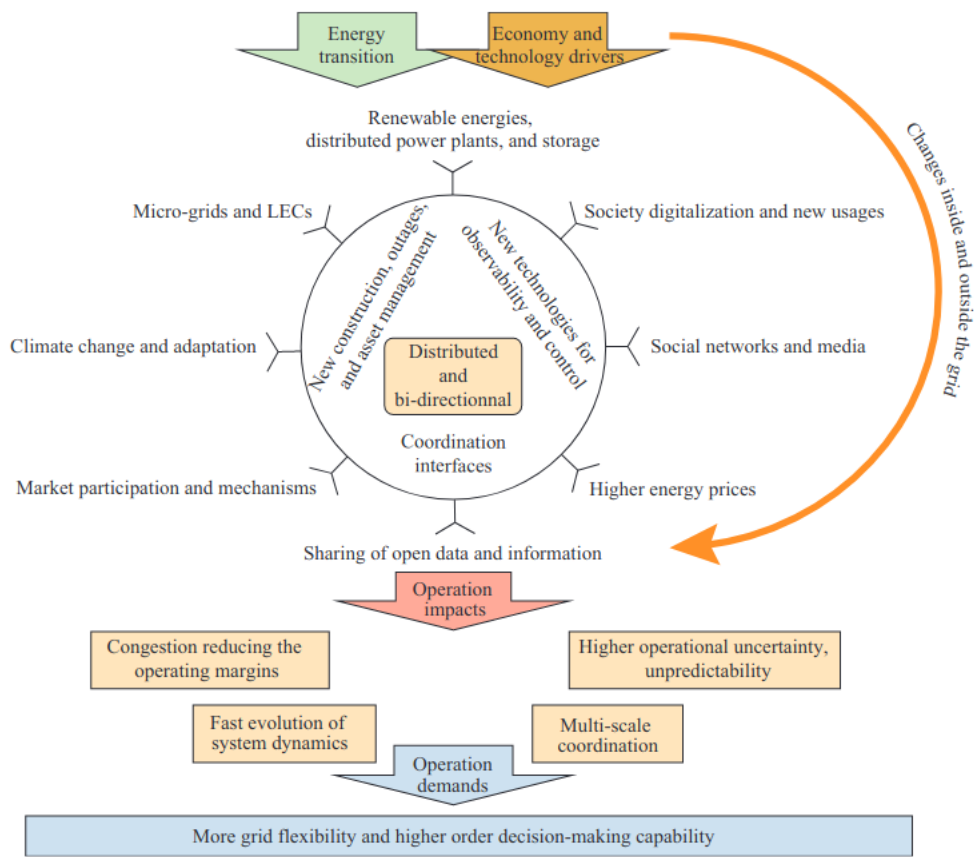 Energy
transition
Economy and
technology drivers
Renewable energies,
distributed power plants, and storage
Micro-grids and LECs
Society digitalization and new usages
New construction, outages,
and asset management
New technologies for
observability and control
Changes inside and outside the grid
Climate change and adaptation
Distributed
and
bi-directionnal
Social networks and media
Coordination
interfaces
Market participation and mechanisms
Higher energy prices
Sharing of open data and information
Operation
impacts
Congestion reducing the
operating margins
Higher operational uncertainty,
unpredictability
Fast evolution of
system dynamics
Multi-scale
coordination
Operation
demands
More grid flexibility and higher order decision-making capability